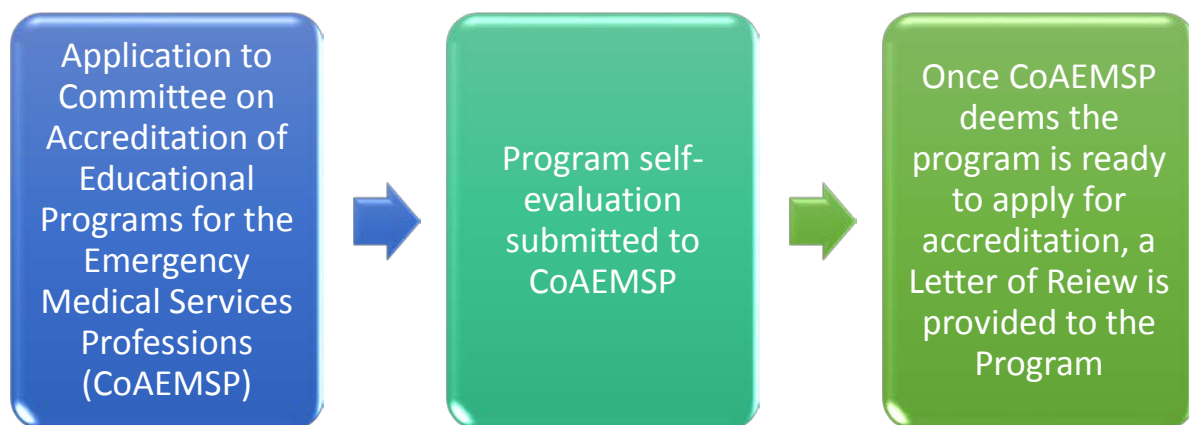 Application to
Committee on
Accreditation of
Educational
Programs for the
Emergency
Medical Services
Professions
(CoAEMSP)
Program self-
evaluation
submitted to
CoAEMSP
Once CoAEMSP
deems the
program is ready
to apply for
accreditation, a
Letter of Reiew is
provided to the
Program